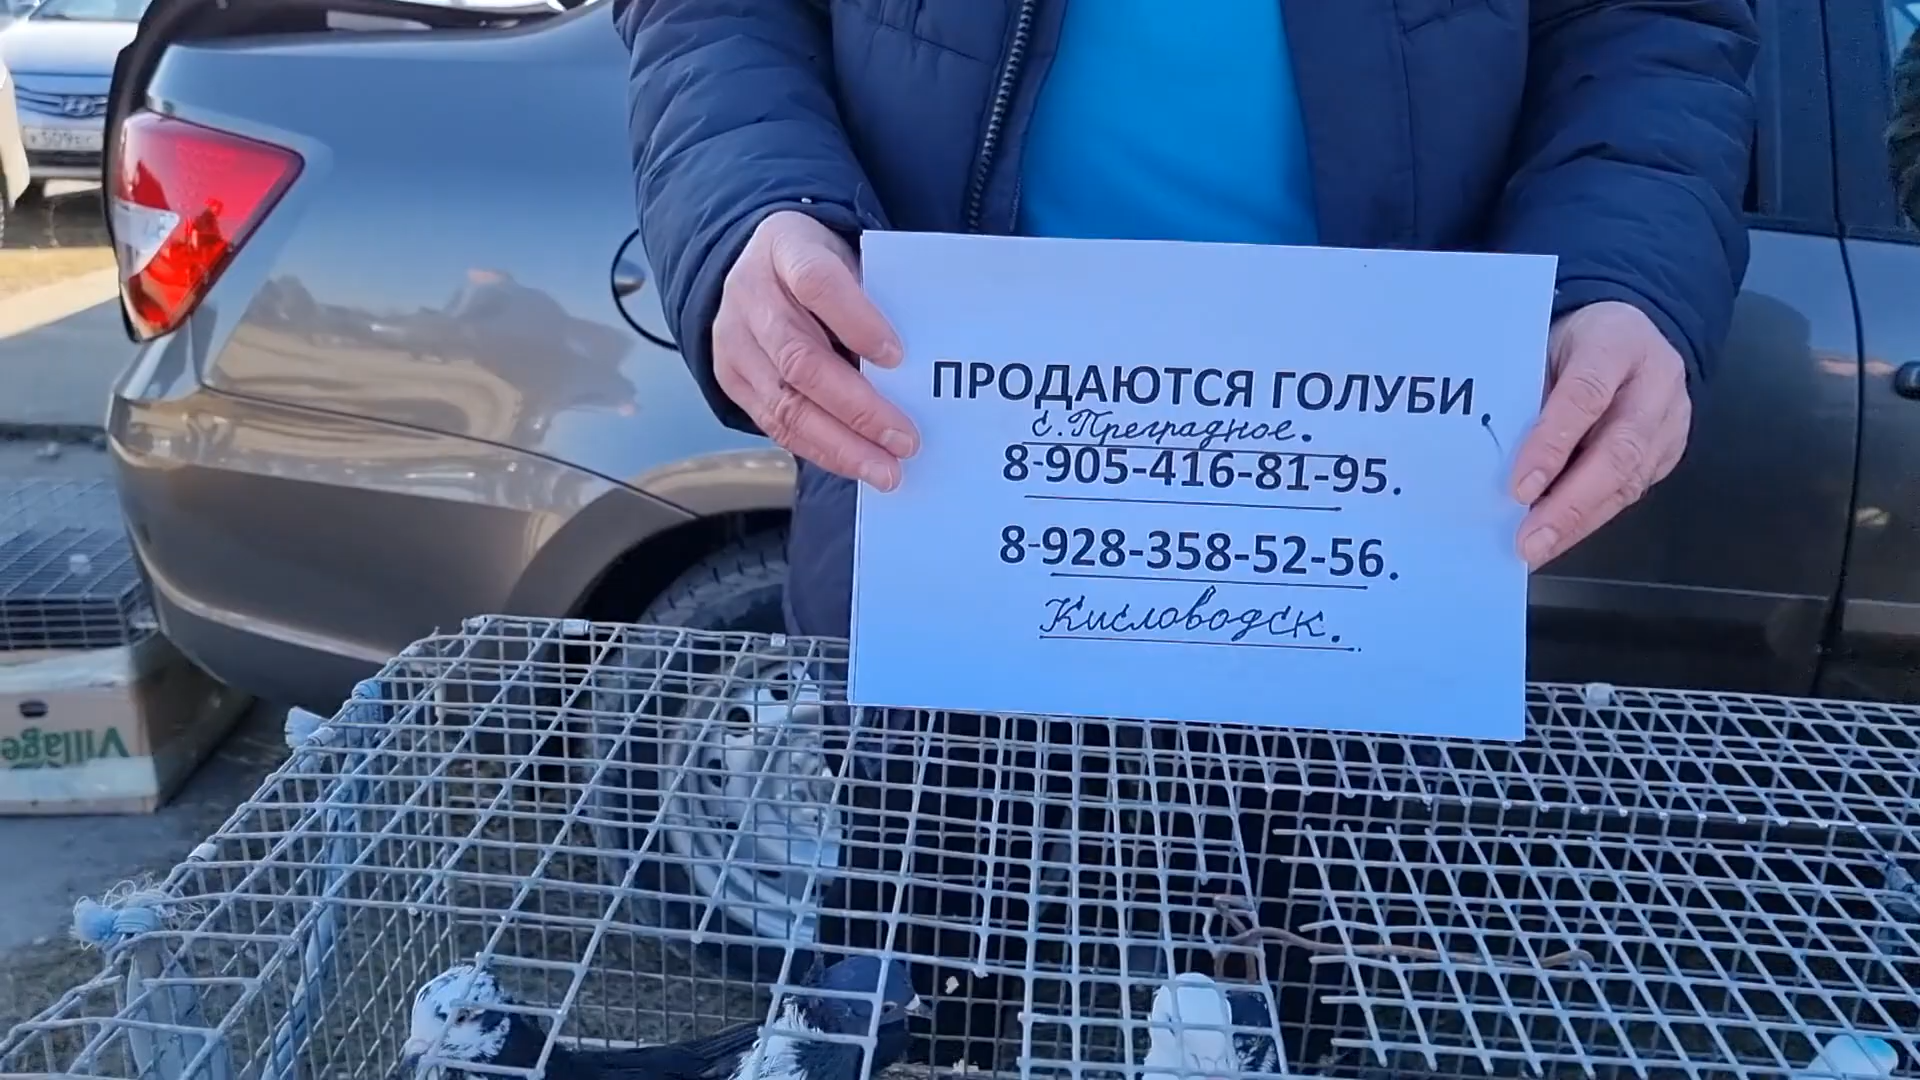 ПРОДАЮТСЯ ГОЛУБИ.
с. Преградное.
8-905-416-81-95.
8-928-358-52-56.
Кисловодск.
Village